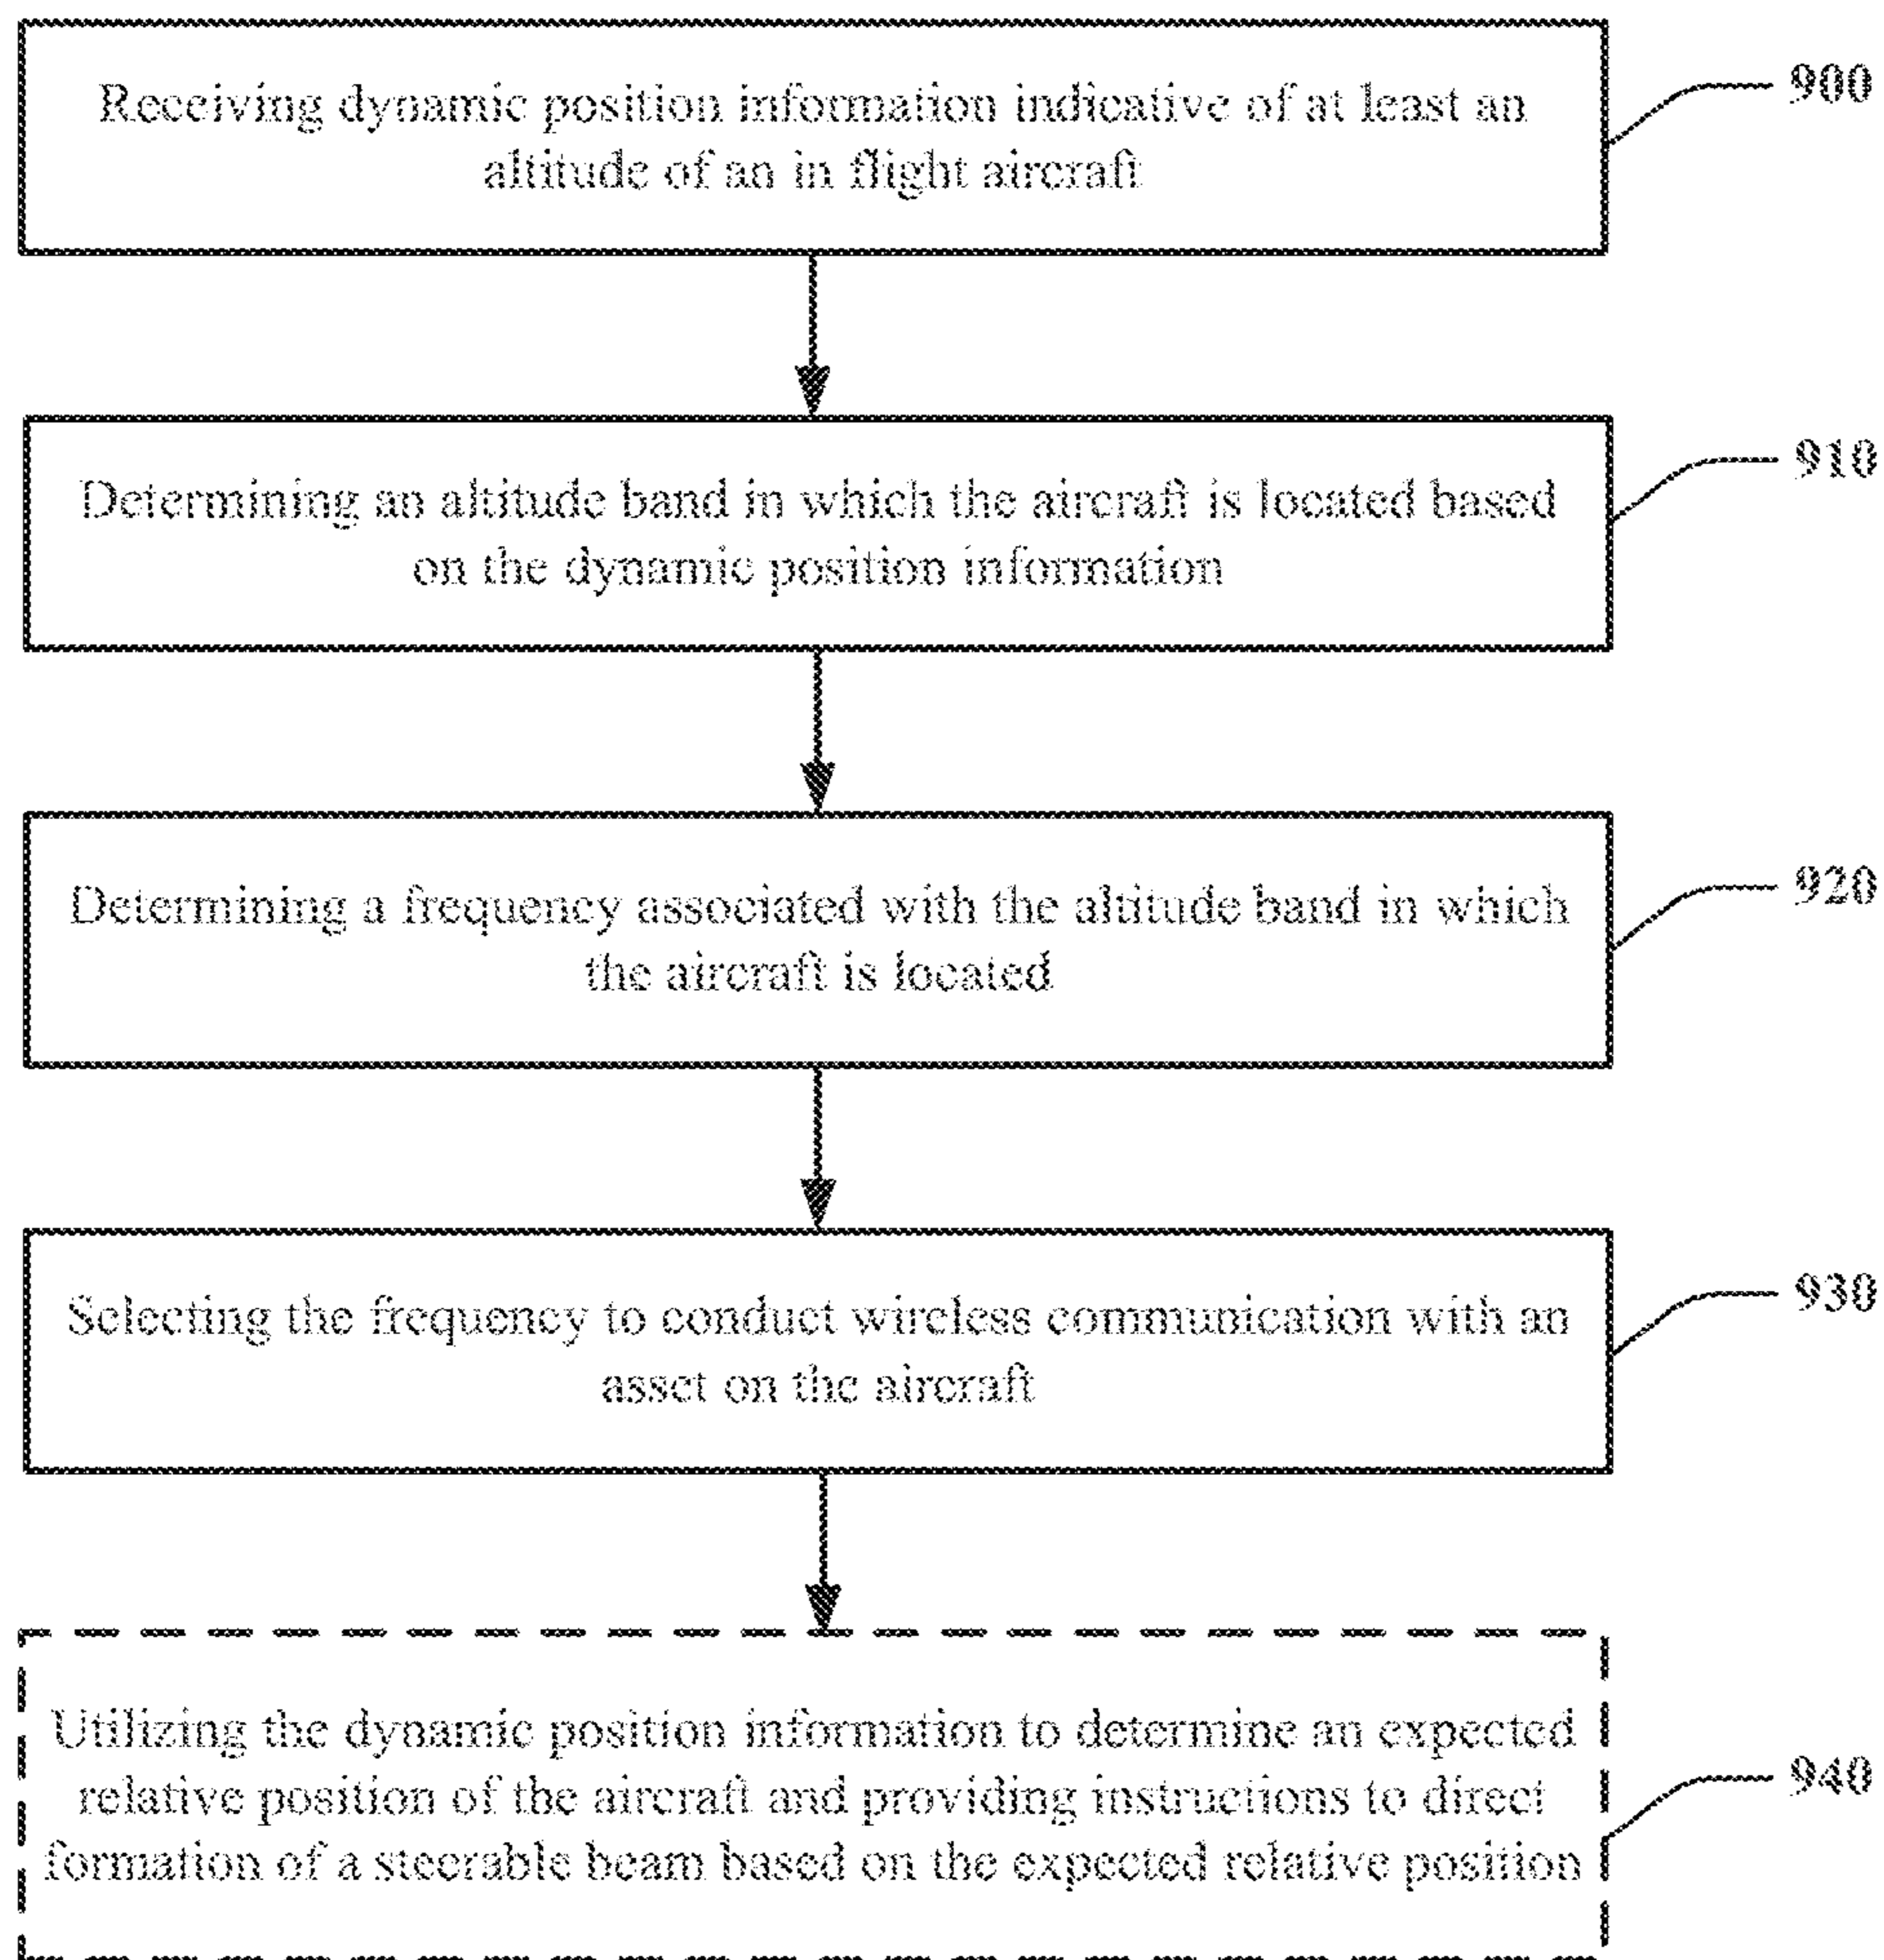 Receiving dynamic position information indicative of at least an
altitude of an in flight aircraft
900
Determining an altitude band in which the aircraft is located based
on the dynamic position information
910
Determining a frequency associated with the altitude band in which
the aircraft is located
920
Selecting the frequency to conduct wireless communication with an
asset on the aircraft
930
Utilizing the dynamic position information to determine an expected
relative position of the aircraft and providing instructions to direct
formation of a steerable beam based on the expected relative position
940